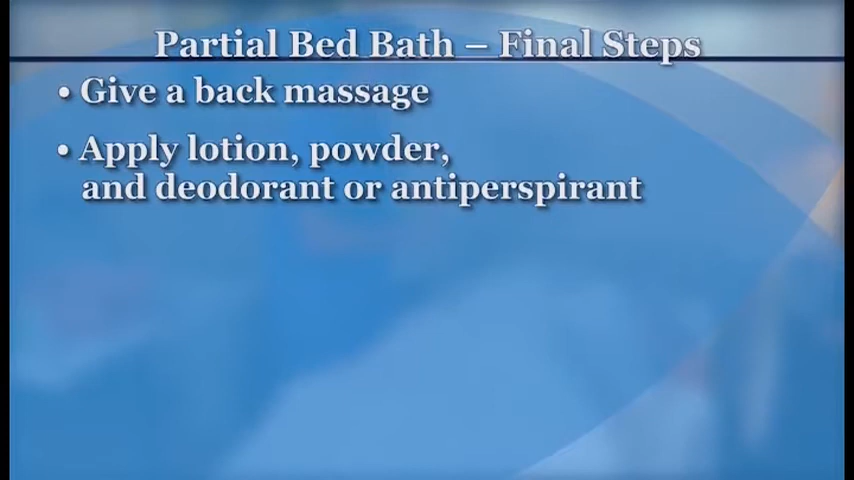 Partial Bed Bath – Final Steps
• Give a back massage
• Apply lotion, powder,
and deodorant or antiperspirant